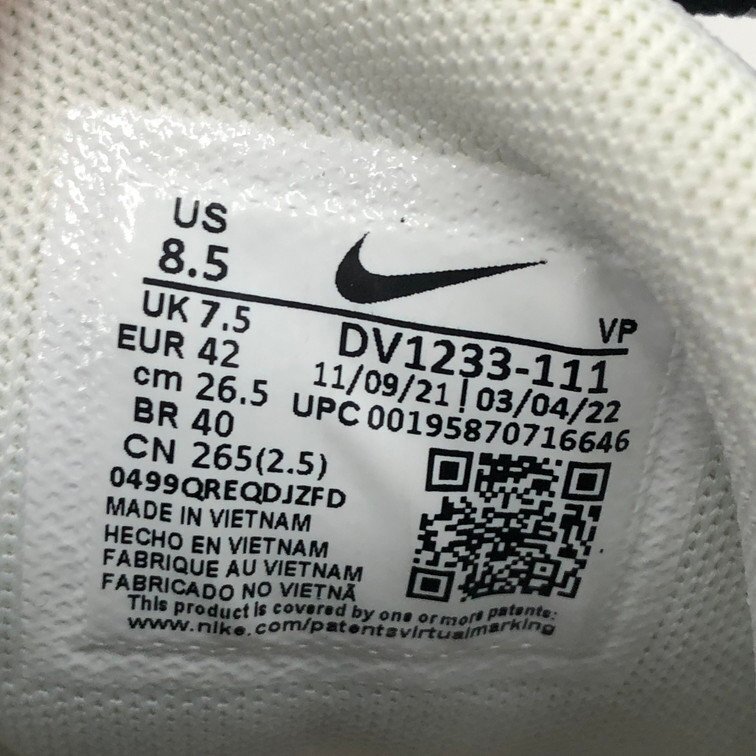 US
8.5
UK 7.5
EUR 42
cm 26.5
BR 40
CN 265(2.5)
0499QREQDJZFD
MADE IN VIETNAM
HECHO EN VIETNAM
FABRIQUE AU VIETNAM
FABRICADO NO VIETNÃ
VP
DV1233-111
11/09/21 | 03/04/22
UPC 00195870716646
This product is covered by one or more patents:
www.nike.com/patentsvirtualmarking